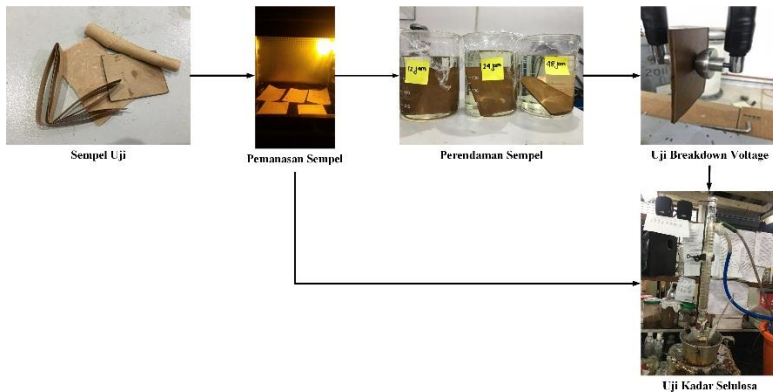 12 jam
24 jam
48 jam
Sempel Uji
Pemanasan Sempel
Perendaman Sempel
Uji Breakdown Voltage
Uji Kadar Selulosa